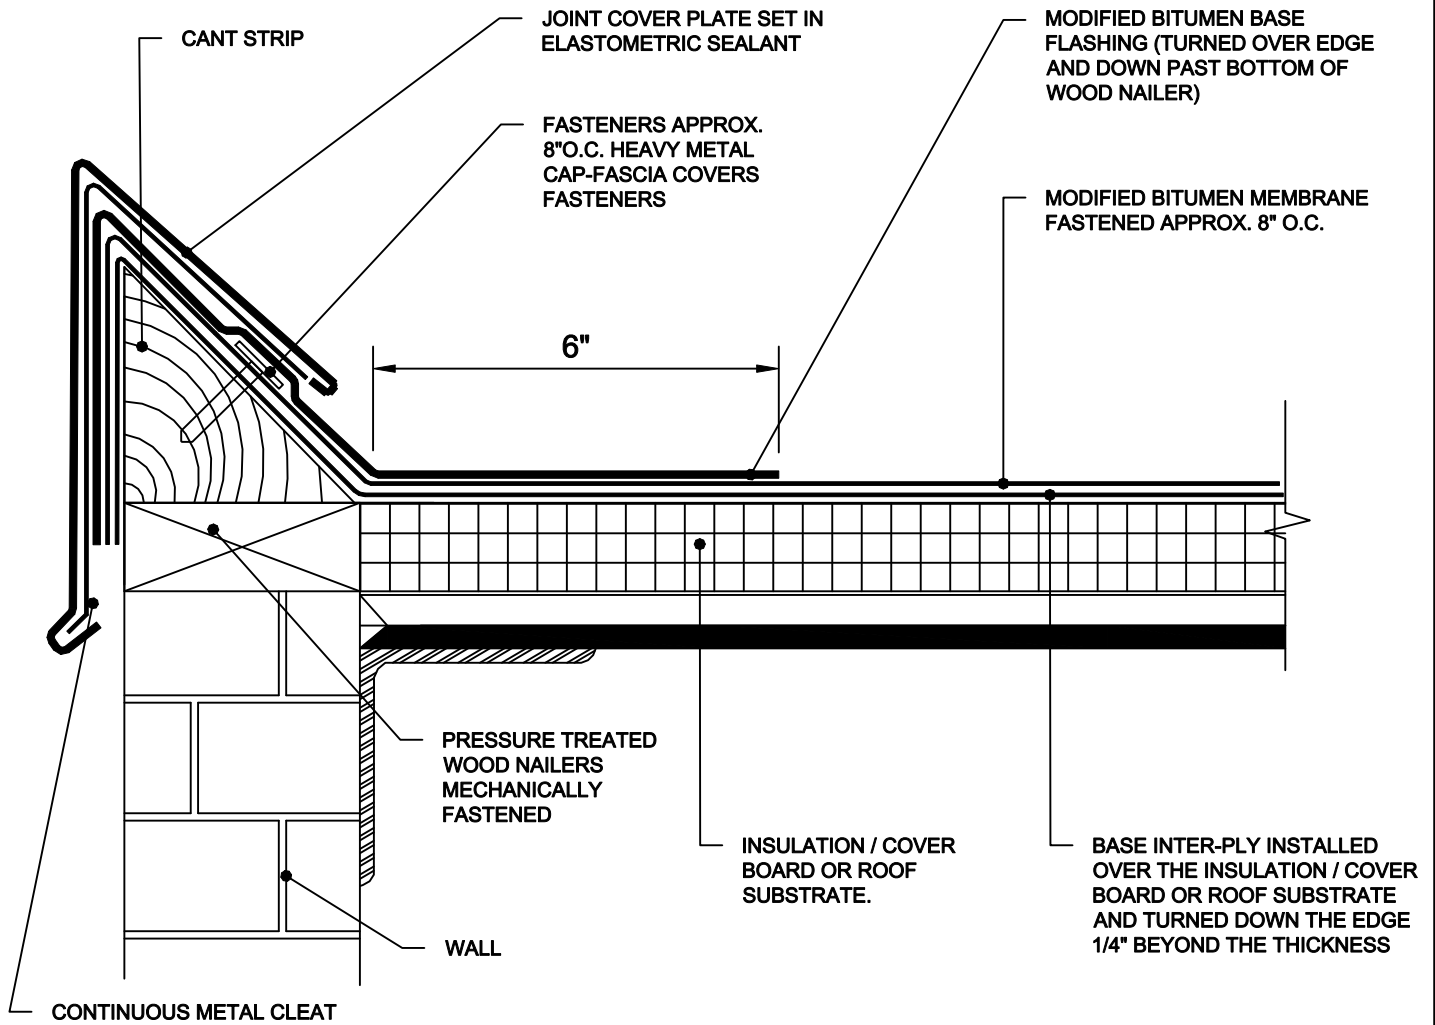 CANT STRIP
JOINT COVER PLATE SET IN
ELASTOMETRIC SEALANT
MODIFIED BITUMEN BASE
FLASHING (TURNED OVER EDGE
AND DOWN PAST BOTTOM OF
WOOD NAILER)
FASTENERS APPROX.
8"O.C. HEAVY METAL
CAP-FASCIA COVERS
FASTENERS
MODIFIED BITUMEN MEMBRANE
FASTENED APPROX. 8" O.C.
6"
PRESSURE TREATED
WOOD NAILERS
MECHANICALLY
FASTENED
INSULATION / COVER
BOARD OR ROOF
SUBSTRATE.
BASE INTER-PLY INSTALLED
OVER THE INSULATION / COVER
BOARD OR ROOF SUBSTRATE
AND TURNED DOWN THE EDGE
1/4" BEYOND THE THICKNESS
WALL
CONTINUOUS METAL CLEAT